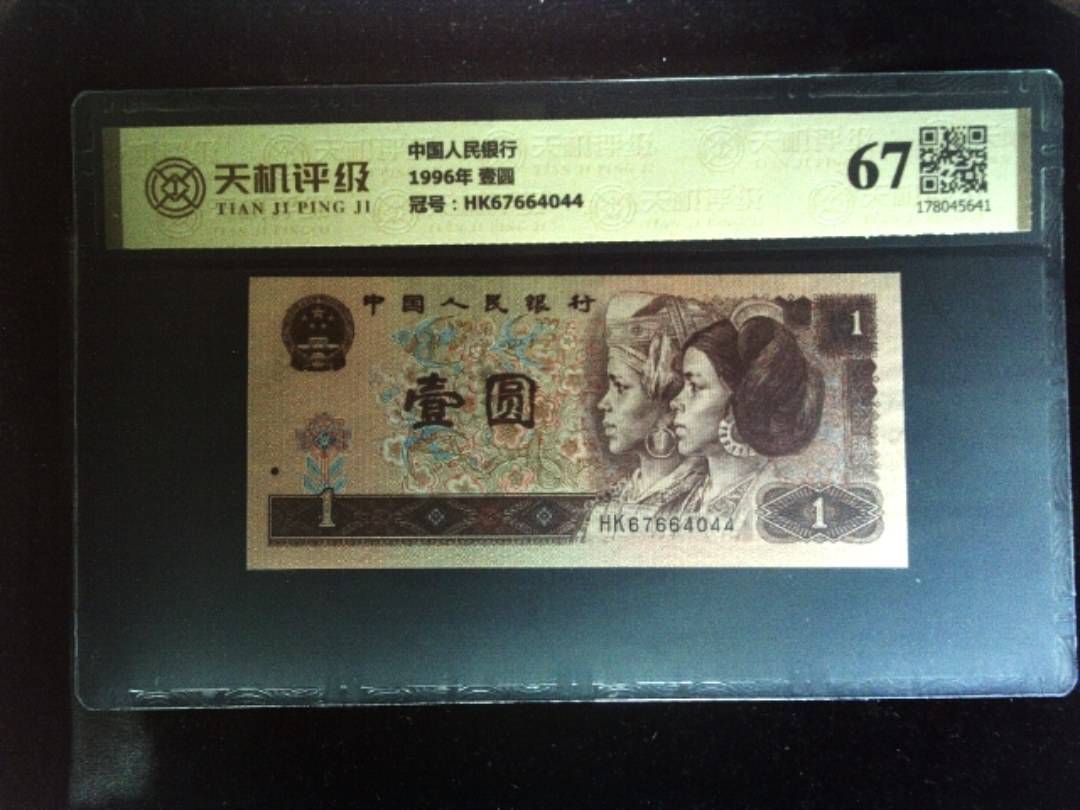 天机评级
TIAN JI PING JI
中国人民银行
1996年 壹圆
冠号：HK67664044
67
178045641
中国人民银行
壹圆
1
1
HK67664044
1